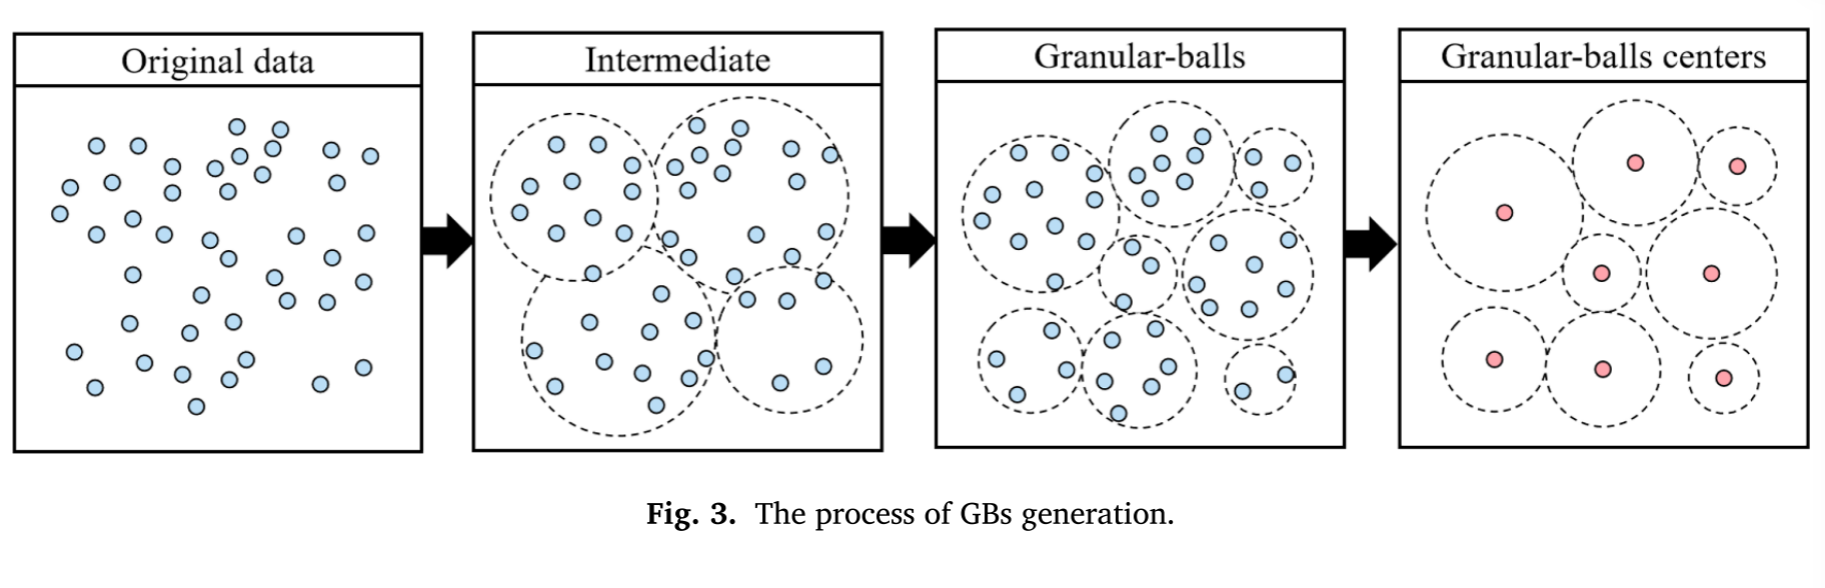 Original data
Intermediate
Granular-balls
Granular-balls centers
Fig. 3. The process of GBs generation.